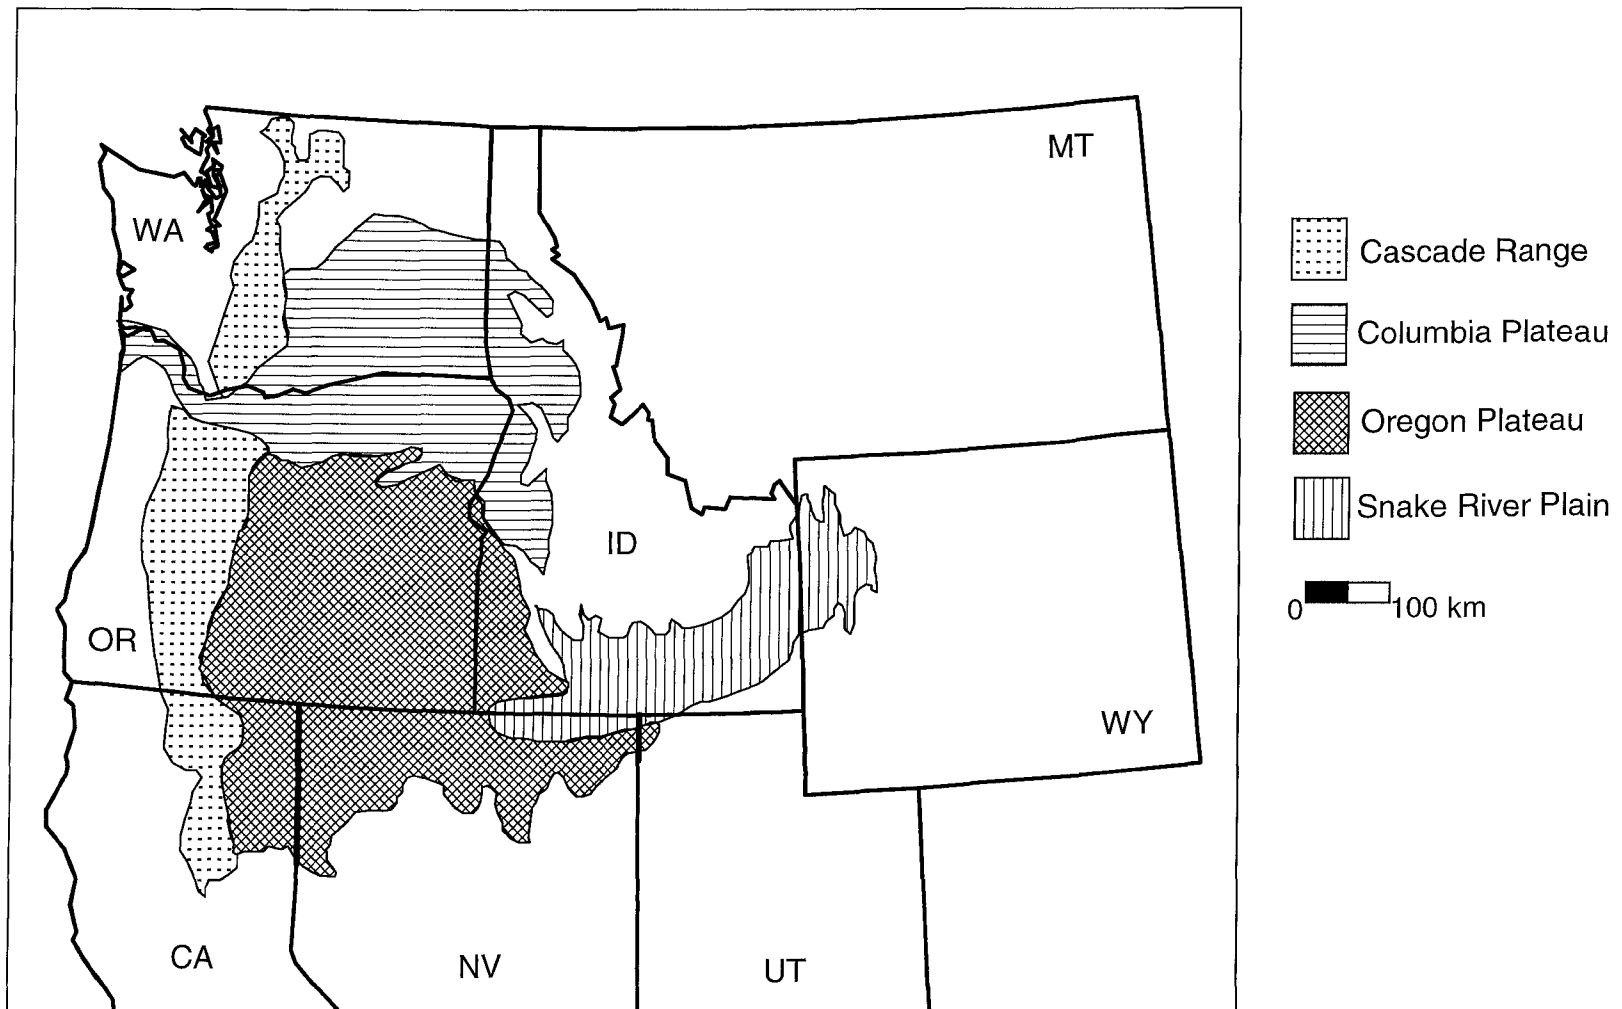 MT
WA
ID
OR
WY
CA
NV
UT
Cascade Range
Columbia Plateau
Oregon Plateau
Snake River Plain
0 100 km